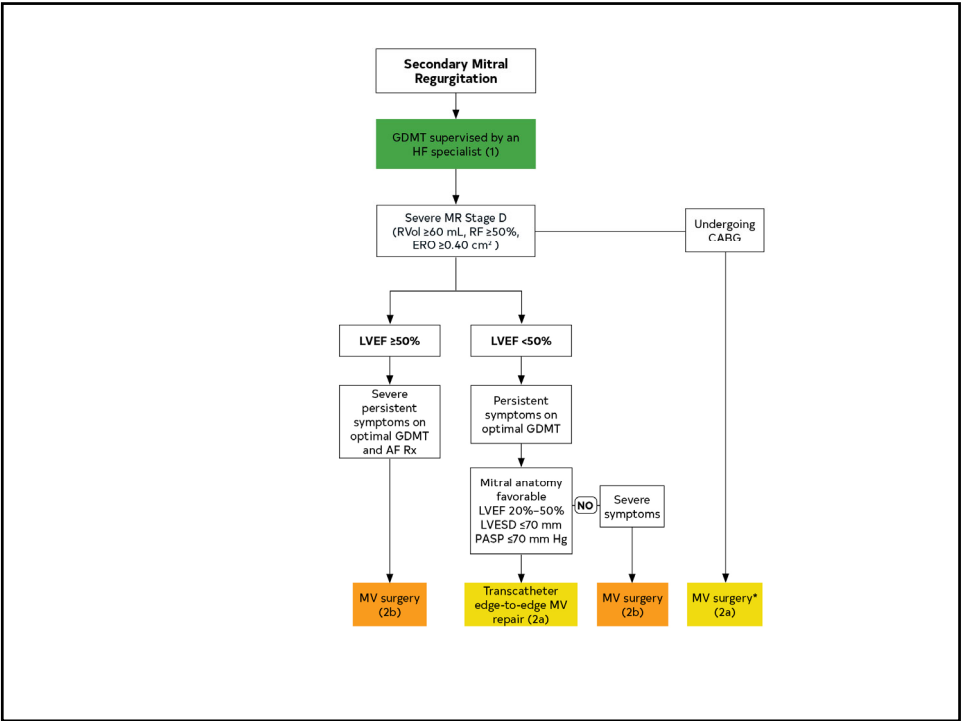 Secondary Mitral
Regurgitation
GDMT supervised by an
HF specialist (1)
Severe MR Stage D
(RVol ≥60 mL, RF ≥50%,
ERO ≥0.40 cm²)
Undergoing
CABG
LVEF ≥50%
LVEF <50%
Severe
persistent
symptoms on
optimal GDMT
and AF Rx
Persistent
symptoms on
optimal GDMT
Mitral anatomy
favorable
LVEF 20%–50%
LVESD ≤70 mm
PASP ≤70 mm Hg
NO
Severe
symptoms
MV surgery
(2b)
Transcatheter
edge-to-edge MV
repair (2a)
MV surgery
(2b)
MV surgery*
(2a)